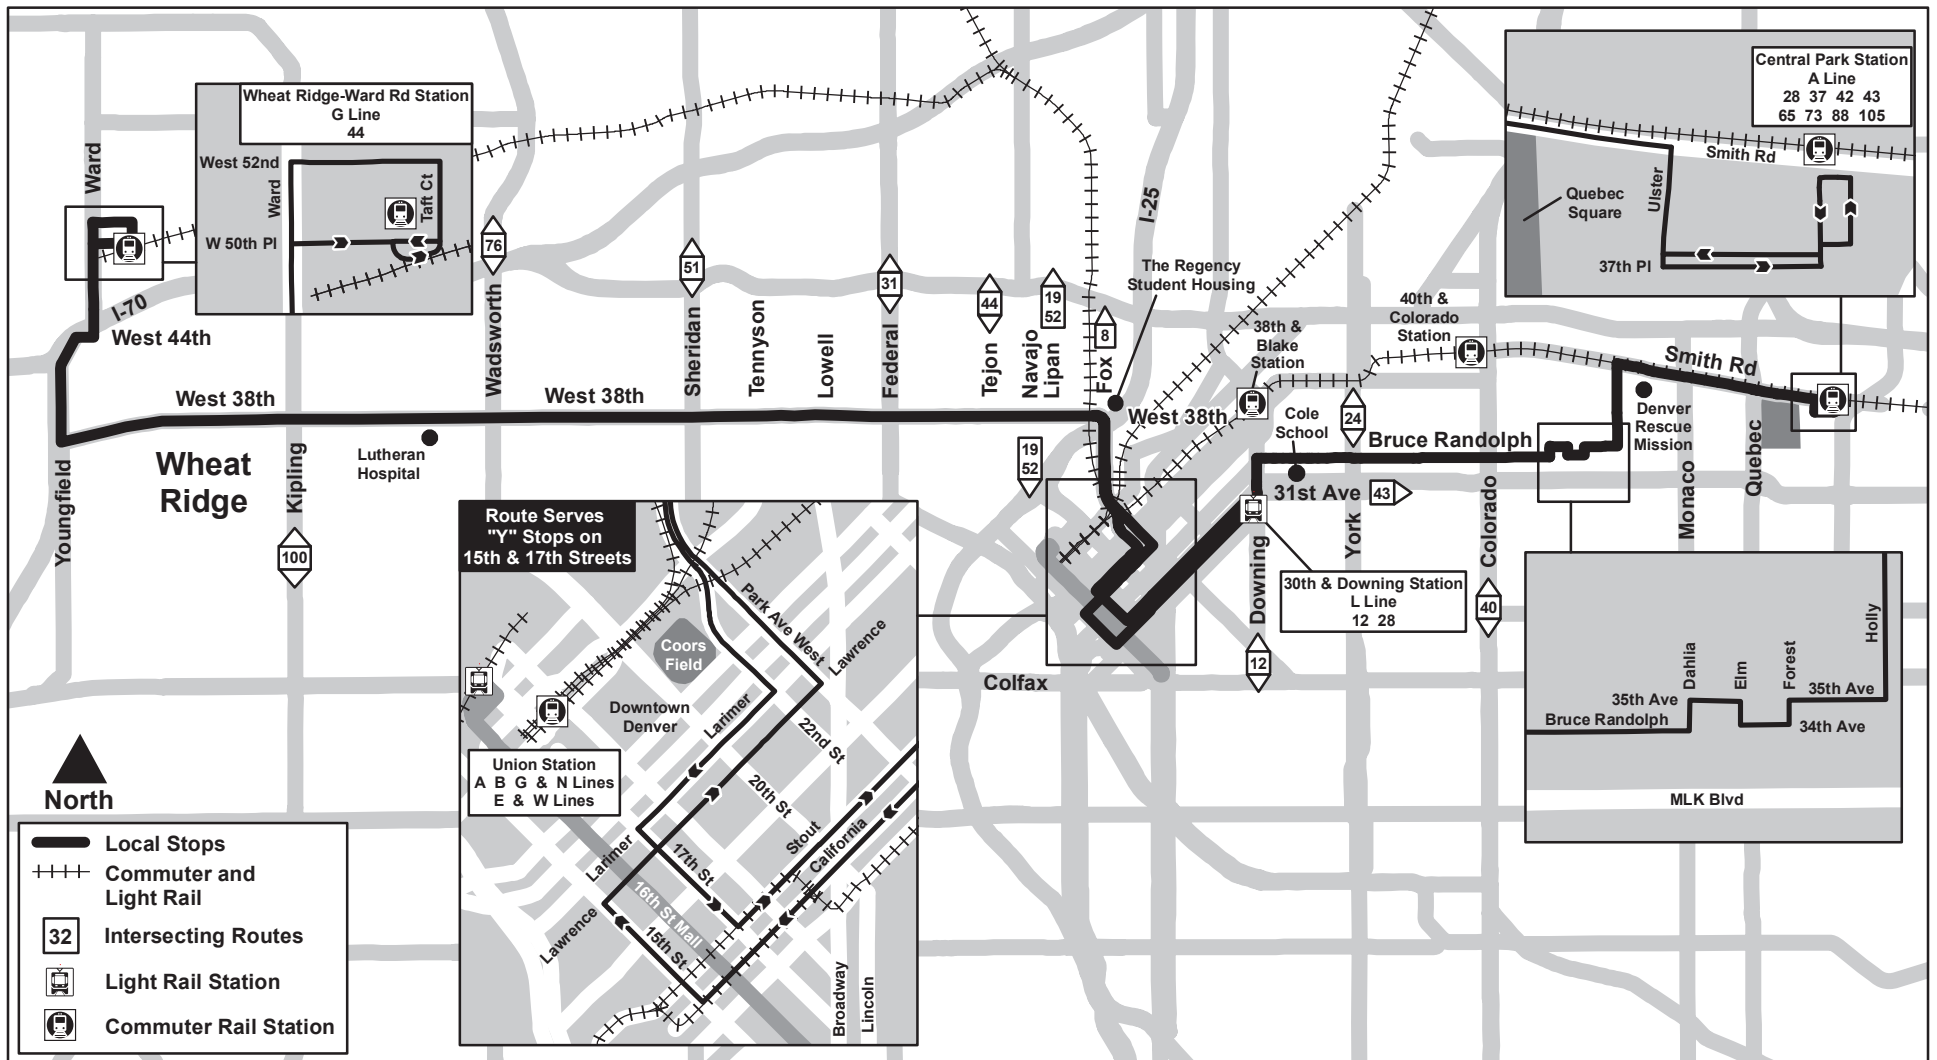 Wheat Ridge-Ward Rd Station
G Line
44
West 52nd
Ward
Taft Ct
W 50th Pl
Ward
I-70
West 44th
West 38th
Wheat
Ridge
Youngfield
Kipling
100
Lutheran
Hospital
76
Wadsworth
West 38th
51
Sheridan
Tennyson
Lowell
31
Federal
44
Tejon
19
52
Navajo
Lipan
8
Fox
I-25
The Regency
Student Housing
West 38th
19
52
38th &
Blake
Station
Cole
School
31st Ave
43
24
York
Bruce Randolph
40th &
Colorado
Station
Colorado
40
Smith Rd
Denver
Rescue
Mission
Monaco
Quebec
Downing
12
30th & Downing Station
L Line
12 28
Colfax
Central Park Station
A Line
28 37 42 43
65 73 88 105
Smith Rd
Quebec
Square
Ulster
37th Pl
Route Serves
"Y" Stops on
15th & 17th Streets
Park Ave West
Lawrence
Coors
Field
Downtown
Denver
Larimer
22nd St
20th St
Union Station
A B G & N Lines
E & W Lines
Stout
California
Larimer
17th St
16th St Mall
Lawrence
15th St
Broadway
Lincoln
Holly
Dahlia
Elm
Forest
35th Ave
35th Ave
Bruce Randolph
34th Ave
MLK Blvd
North
Local Stops
Commuter and
Light Rail
32
Intersecting Routes
Light Rail Station
Commuter Rail Station